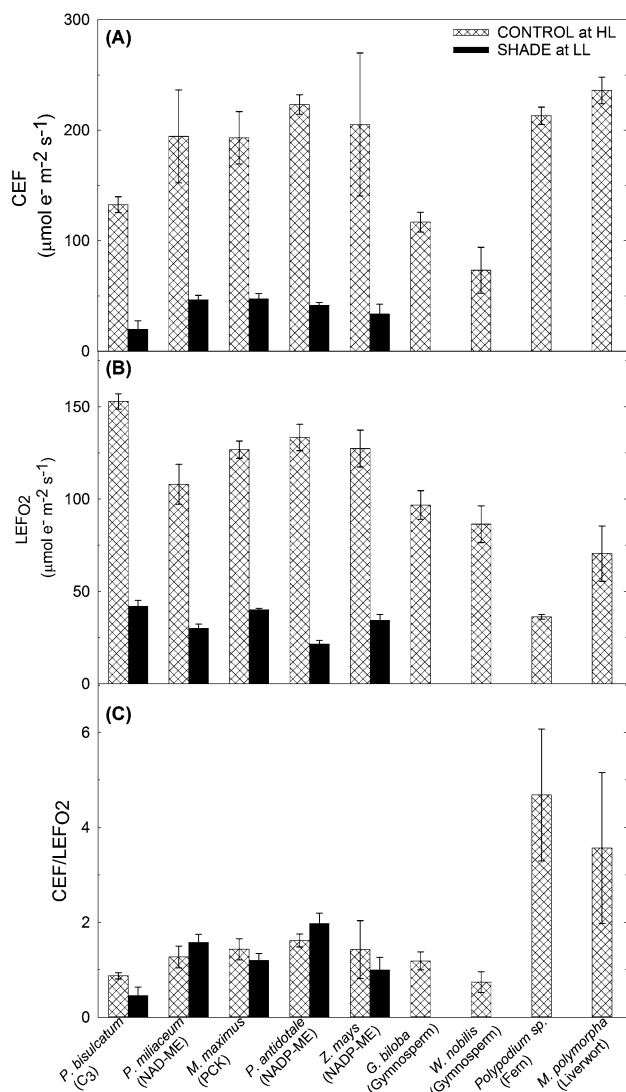 (A)
CONTROL at HL
SHADE at LL
300
200
100
0
CEF
(μmol e- m-2 s-1)
(B)
150
100
50
0
LEFO2
(μmol e- m-2 s-1)
(C)
6
4
2
0
CEF/LEFO2
P. bisulcatum
(C3)
P. miliaceum
(NAD-ME)
M. maximus
(PCK)
P. antidotale
(NADP-ME)
Z. mays
(NADP-ME)
G. biloba
(Gymnosperm)
W. nobilis
(Gymnosperm)
Polypodium sp.
(Fern)
M. polymorpha
(Liverwort)